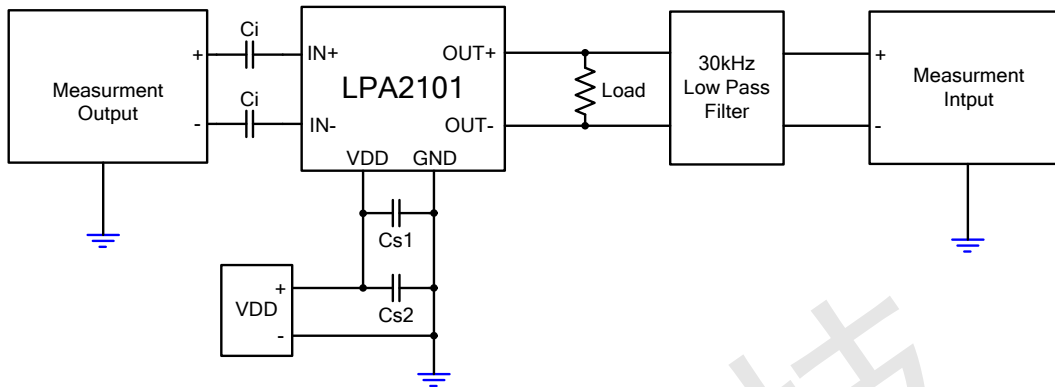 Ci
+ IN+ OUT+ +
Measurment
Output
LPA2101
Load
30kHz
Low Pass
Filter
Measurment
Intput
Ci
- IN- OUT- -
VDD GND
Cs1
VDD
+
-
Cs2